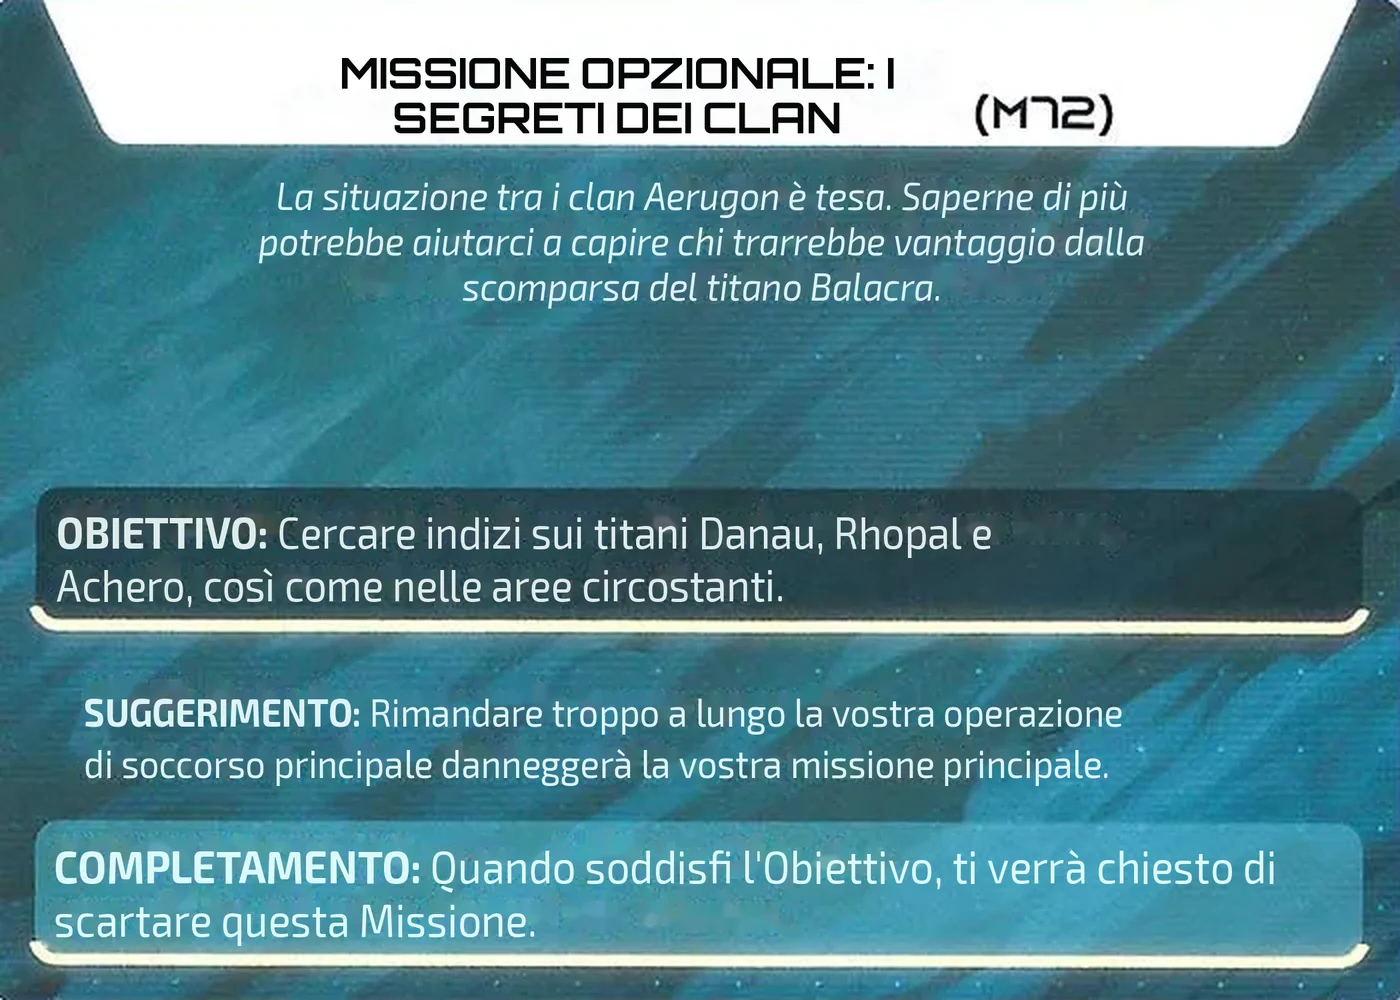 MISSIONE OPZIONALE: I
SEGRETI DEI CLAN
(M72)
La situazione tra i clan Aerugon è tesa. Saperne di più
potrebbe aiutarci a capire chi trarrebbe vantaggio dalla
scomparsa del titano Balacra.
OBIETTIVO: Cercare indizi sui titani Danau, Rhopal e
Achero, così come nelle aree circostanti.
SUGGERIMENTO: Rimandare troppo a lungo la vostra operazione
di soccorso principale danneggerà la vostra missione principale.
COMPLETAMENTO: Quando soddisfi l'Obiettivo, ti verrà chiesto di
scartare questa Missione.